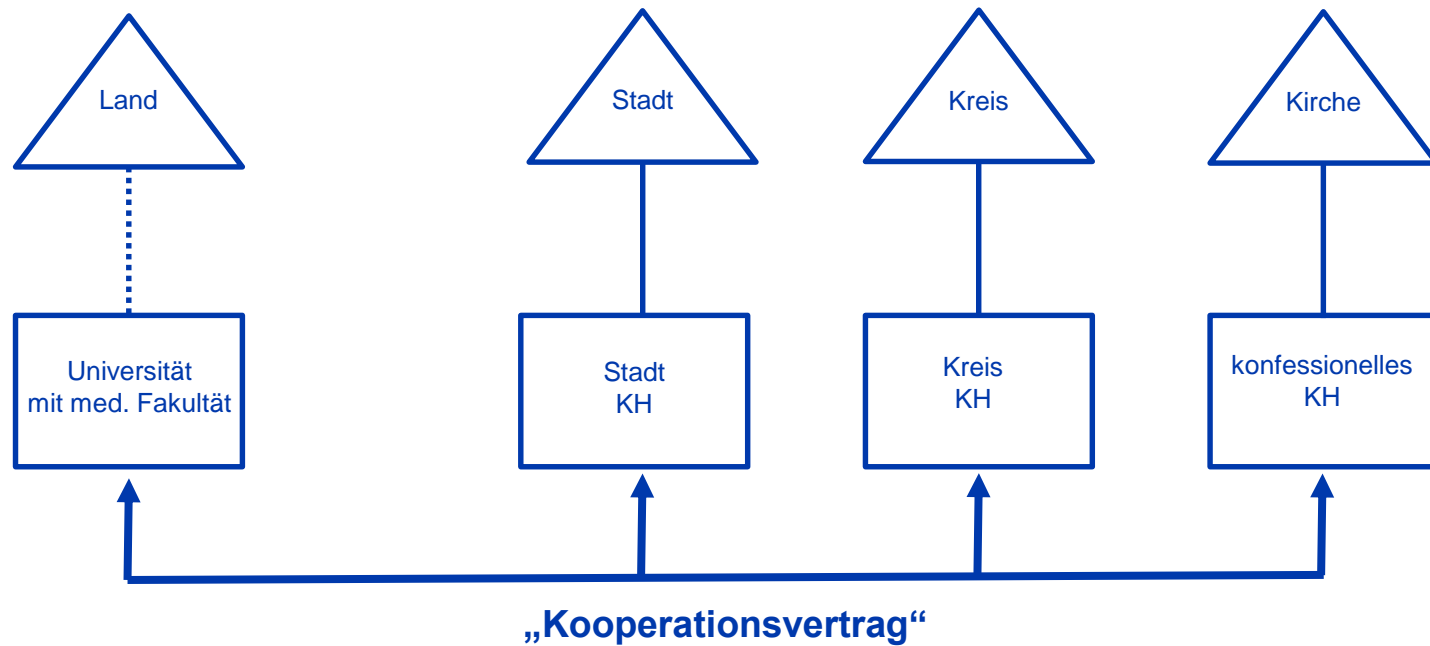 Land
Stadt
Kreis
Kirche
Universität
mit med. Fakultät
Stadt
KH
Kreis
KH
konfessionelles
KH
„Kooperationsvertrag“